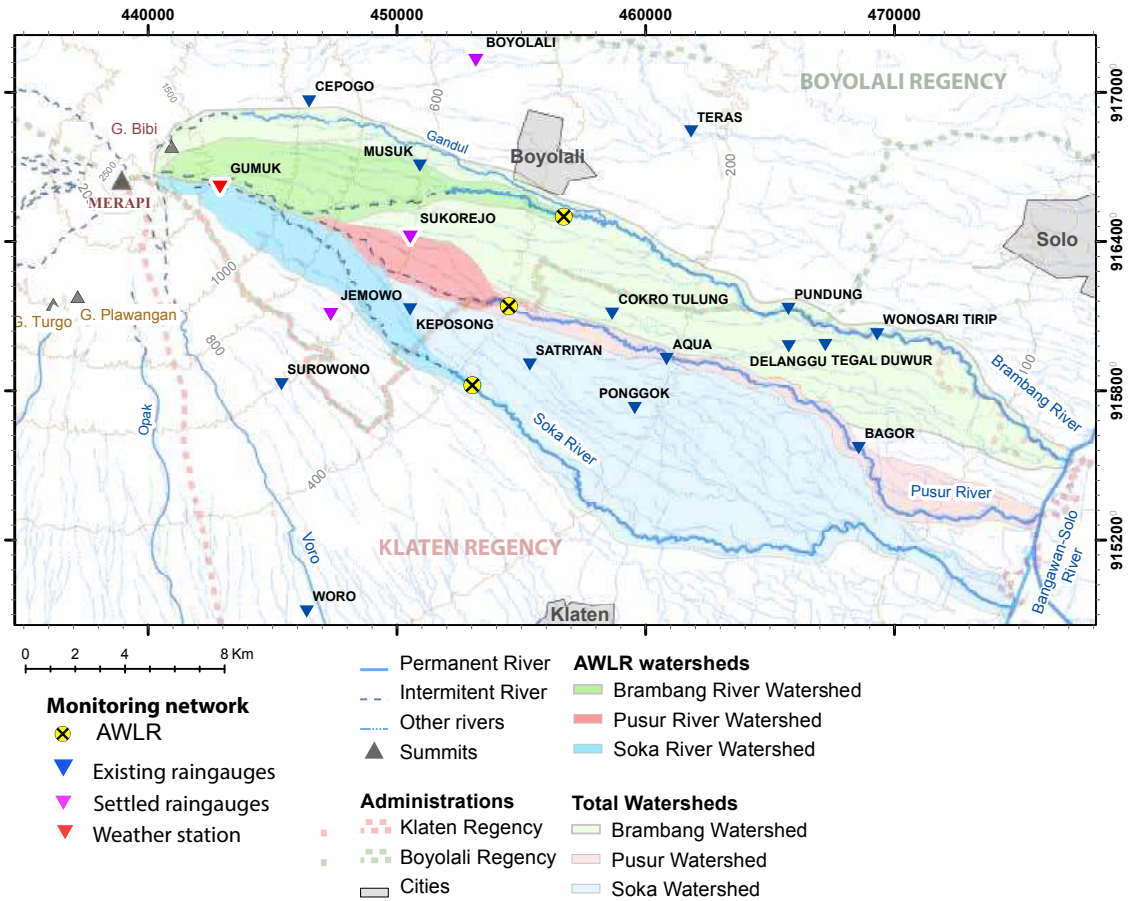 440000
450000
460000
470000
BOYOLALI
BOYOLALI REGENCY
917000
CEPOGO
1500
600
TERAS
G. Bibi
Gandul
MUSUK
Boyolali
200
2500
GUMUK
MERAPI
SUKOREJO
Solo
916400
1000
JEMOWO
COKRO TULUNG
PUNDUNG
G. Turgo
G. Plawangan
KEPOSONG
WONOSARI TIRIP
800
SATRIYAN
AQUA
DELANGGU
TEGAL DUWUR
100
SUROWONO
PONGGOK
915800
Opak
Soka River
Brambang River
BAGOR
400
Pusur River
Voro
KLATEN REGENCY
915200
Bangawan-Solo
River
WORO
Klaten
0 2 4 8 Km
Monitoring network
AWLR
Existing raingauges
Settled raingauges
Weather station
Permanent River
Intermitent River
Other rivers
Summits
Administrations
Klaten Regency
Boyolali Regency
Cities
AWLR watersheds
Brambang River Watershed
Pusur River Watershed
Soka River Watershed
Total Watersheds
Brambang Watershed
Pusur Watershed
Soka Watershed